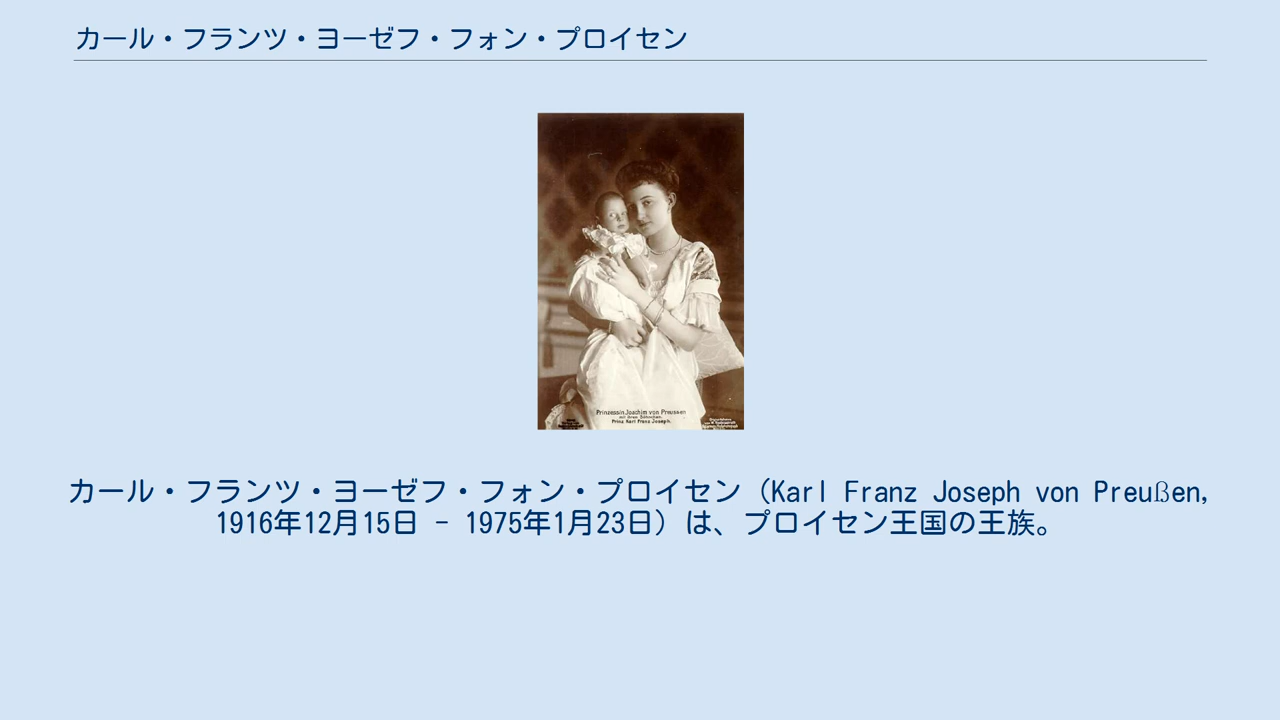 カール・フランツ・ヨーゼフ・フォン・プロイセン
Prinzessin Joachim von Preussen
mit ihrem Söhnchen
Prinz Karl Franz Joseph.
カール・フランツ・ヨーゼフ・フォン・プロイセン（Karl Franz Joseph von Preußen,
1916年12月15日 - 1975年1月23日）は、プロイセン王国の王族。